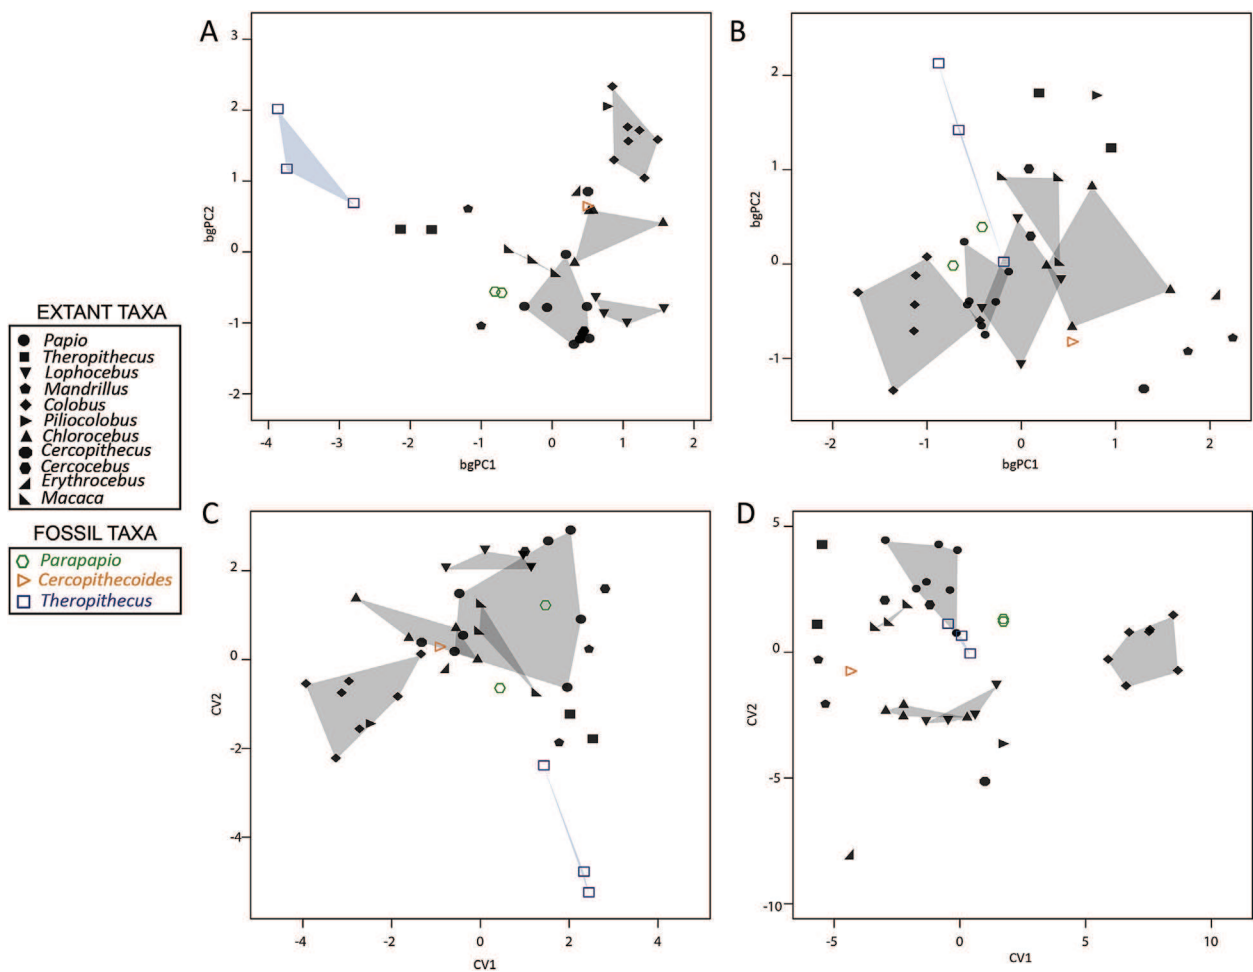 A
3
2
1
0
-1
-2
-4
-3
-2
-1
0
1
2
bgPC2
bgPC1
B
2
1
0
-1
-2
-1
0
1
2
bgPC2
bgPC1
EXTANT TAXA
Papio
Theropithecus
Lophocebus
Mandrillus
Colobus
Piliocolobus
Chlorocebus
Cercopithecus
Cercocebus
Erythrocebus
Macaca
FOSSIL TAXA
Parapapio
Cercopithecoides
Theropithecus
C
2
0
-2
-4
-4
-2
0
2
4
CV2
CV1
D
5
0
-5
-10
-5
0
5
10
CV2
CV1